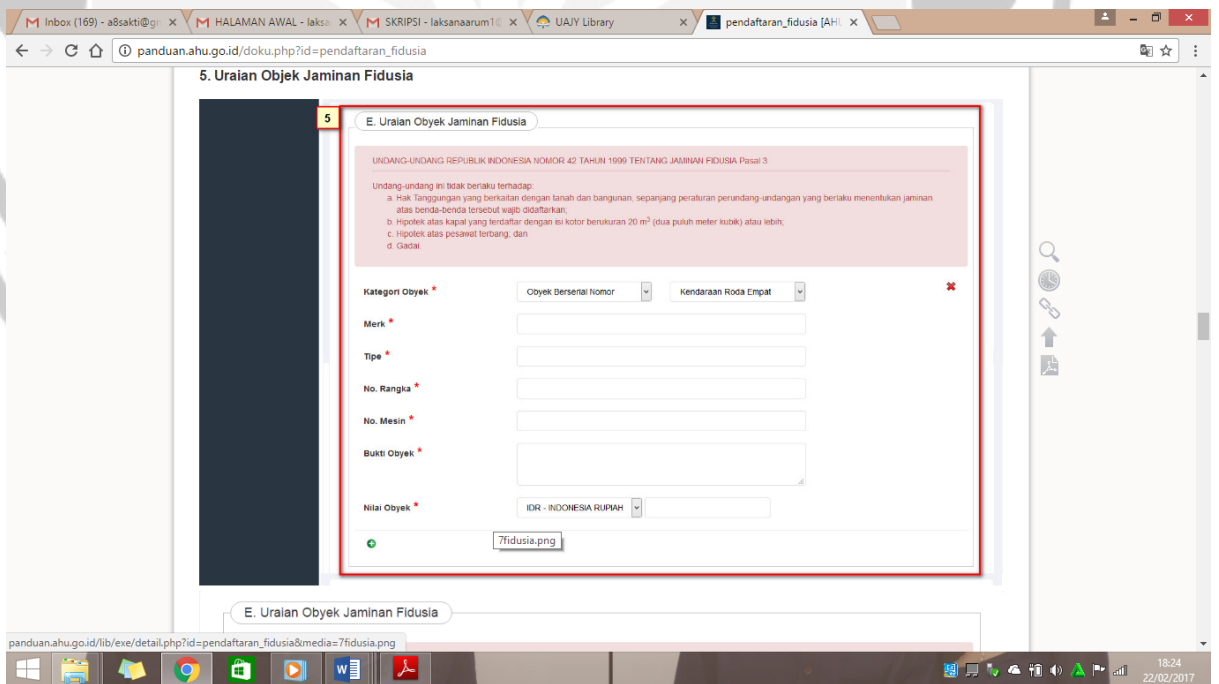 Inbox (169) - a8sakti@gr
HALAMAN AWAL - laksa
SKRIPSI - laksanaarum1@
UAJY Library
pendaftaran_fidusia [AHU
panduan.ahu.go.id/doku.php?id=pendaftaran_fidusia
5. Uraian Objek Jaminan Fidusia
5
E. Uraian Obyek Jaminan Fidusia
UNDANG-UNDANG REPUBLIK INDONESIA NOMOR 42 TAHUN 1999 TENTANG JAMINAN FIDUSIA Pasal 3
Undang-undang ini tidak berlaku terhadap:
a. Hak Tanggungan yang berkaitan dengan tanah dan bangunan, sepanjang peraturan perundang-undangan yang berlaku menentukan jaminan
atas benda-benda tersebut wajib didaftarkan;
b. Hipotek atas kapal yang terdaftar dengan isi kotor berukuran 20 m³ (dua puluh meter kubik) atau lebih;
c. Hipotek atas pesawat terbang; dan
d. Gadai.
Kategori Obyek * Obyek Berserial Nomor Kendaraan Roda Empat
Merk *
Tipe *
No. Rangka *
No. Mesin *
Bukti Obyek *
Nilai Obyek * IDR - INDONESIA RUPIAH
7fidusia.png
E. Uraian Obyek Jaminan Fidusia
panduan.ahu.go.id/lib/exe/detail.php?id=pendaftaran_fidusia&media=7fidusia.png
18:24
22/02/2017